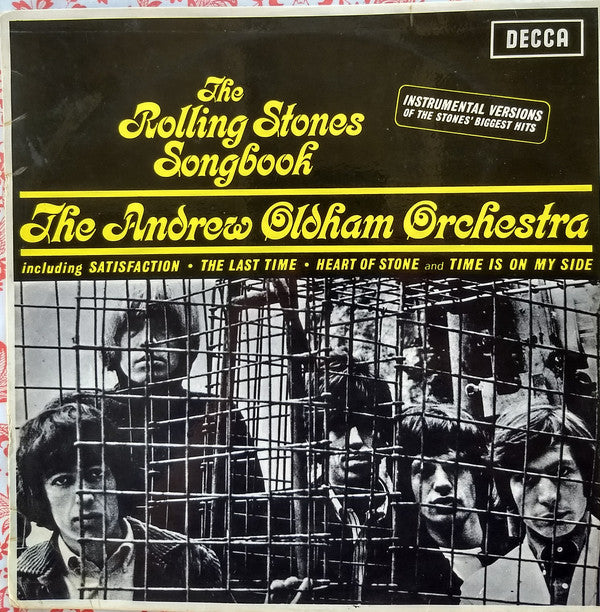 DECCA
The
Rolling Stones
Songbook
INSTRUMENTAL VERSIONS
OF THE STONES' BIGGEST HITS
The Andrew Oldham Orchestra
including SATISFACTION • THE LAST TIME • HEART OF STONE and TIME IS ON MY SIDE